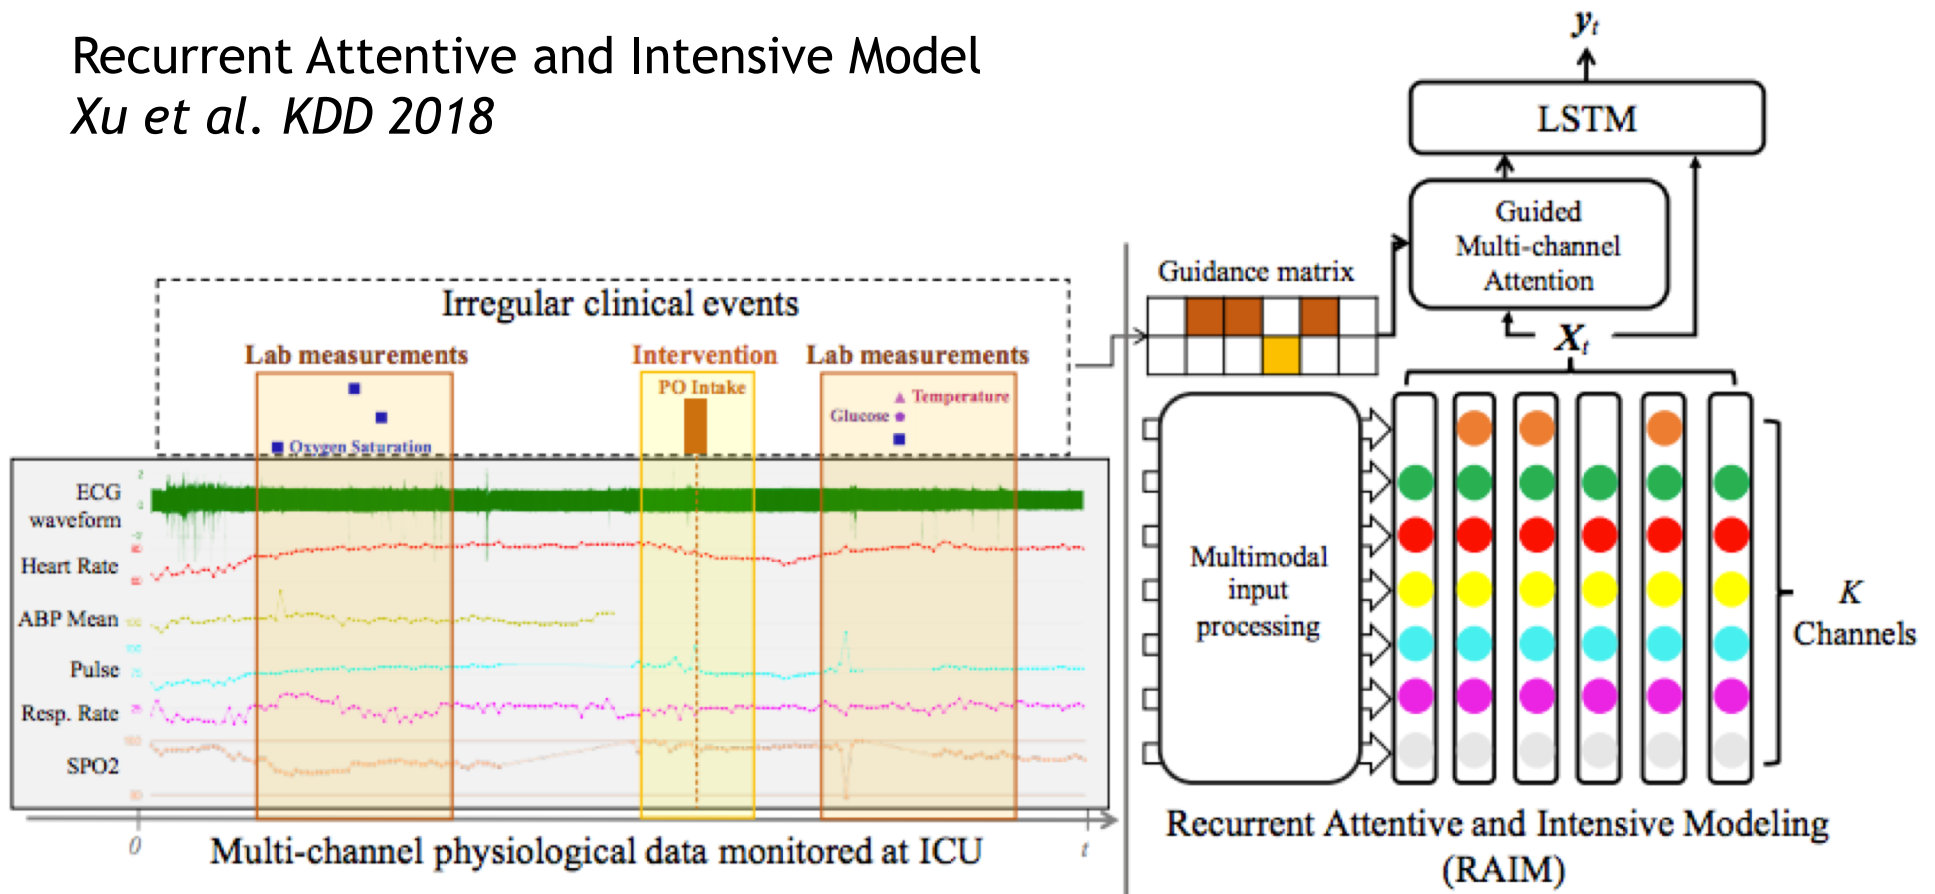 Recurrent Attentive and Intensive Model
Xu et al. KDD 2018
Irregular clinical events
Lab measurements
Intervention
Lab measurements
PO Intake
Temperature
Glucose
Oxygen Saturation
ECG
waveform
Heart Rate
ABP Mean
Pulse
Resp. Rate
SPO2
0
t
Multi-channel physiological data monitored at ICU
yt
LSTM
Guided
Multi-channel
Attention
Guidance matrix
Xt
Multimodal
input
processing
K
Channels
Recurrent Attentive and Intensive Modeling
(RAIM)